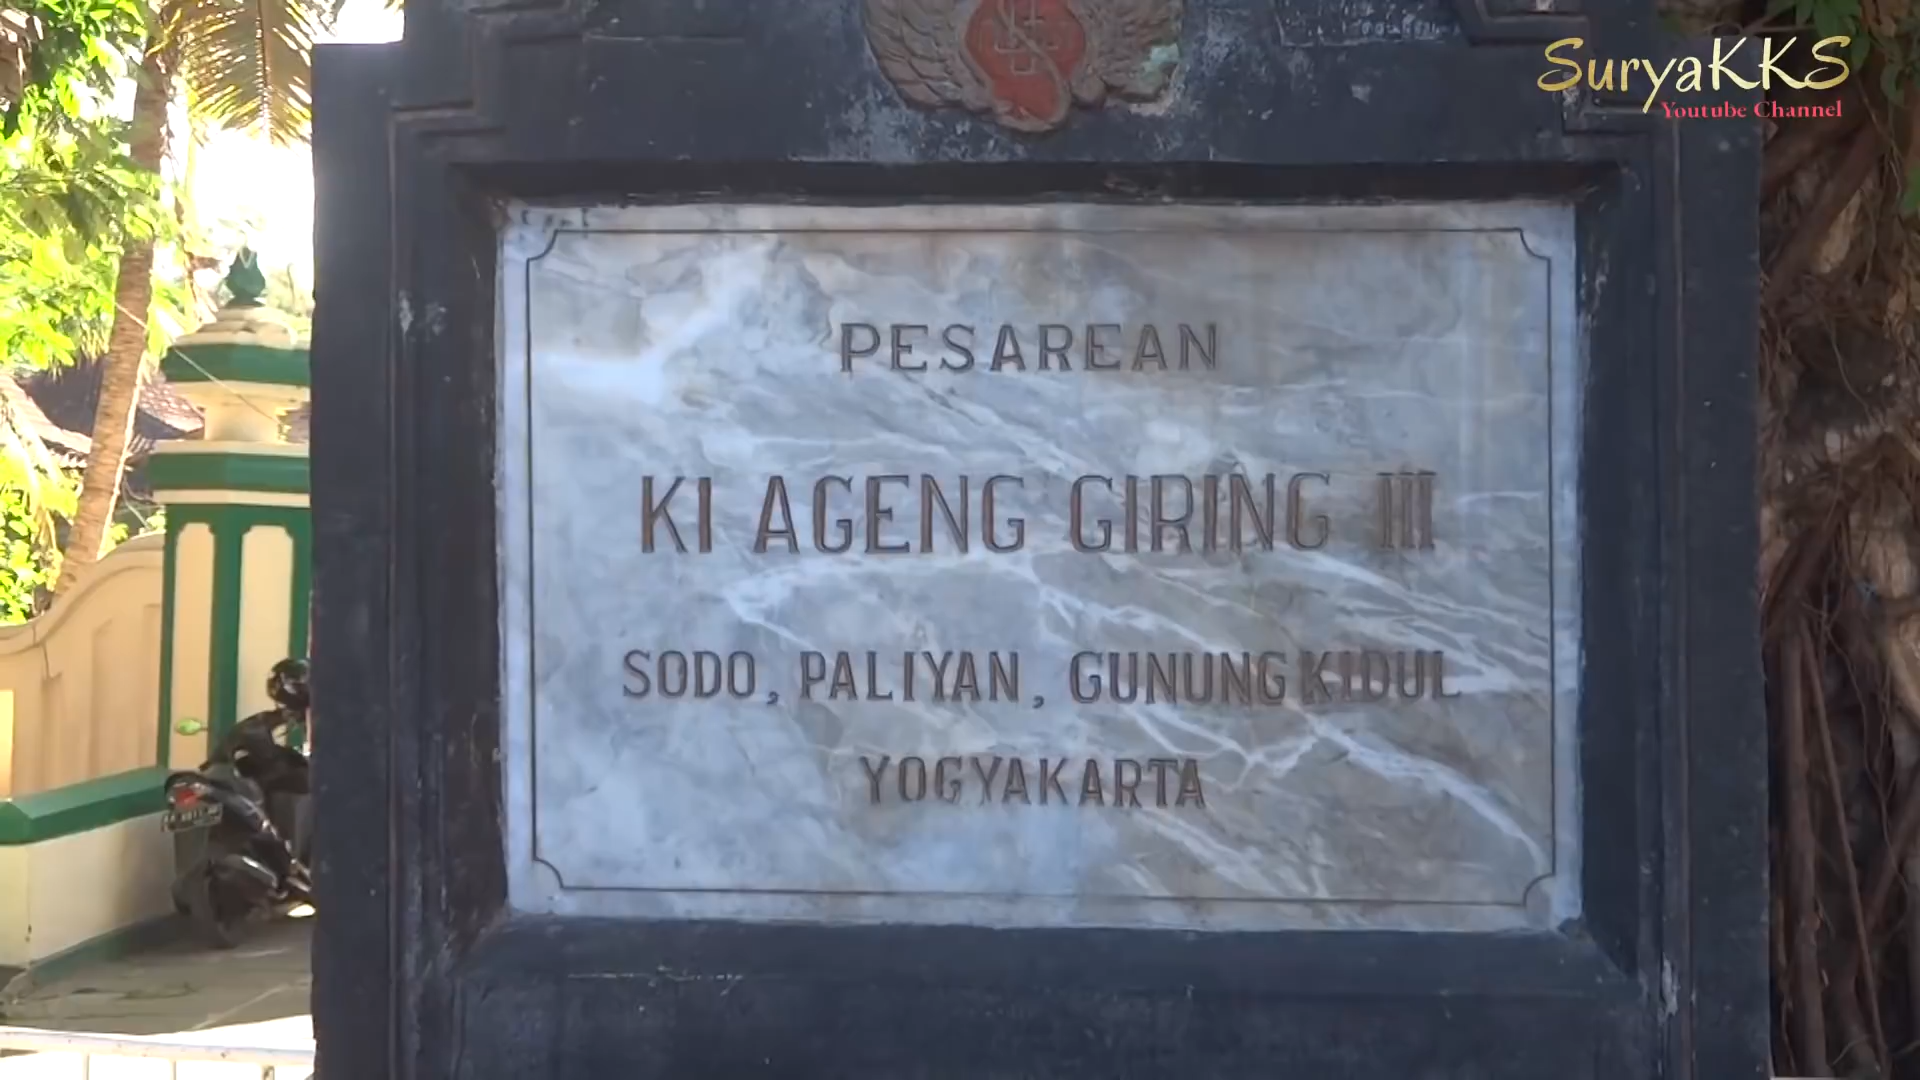 SuryaKKS
Youtube Channel
PESAREAN
KI AGENG GIRING III
SODO, PALIYAN, GUNUNG KIDUL
YOGYAKARTA